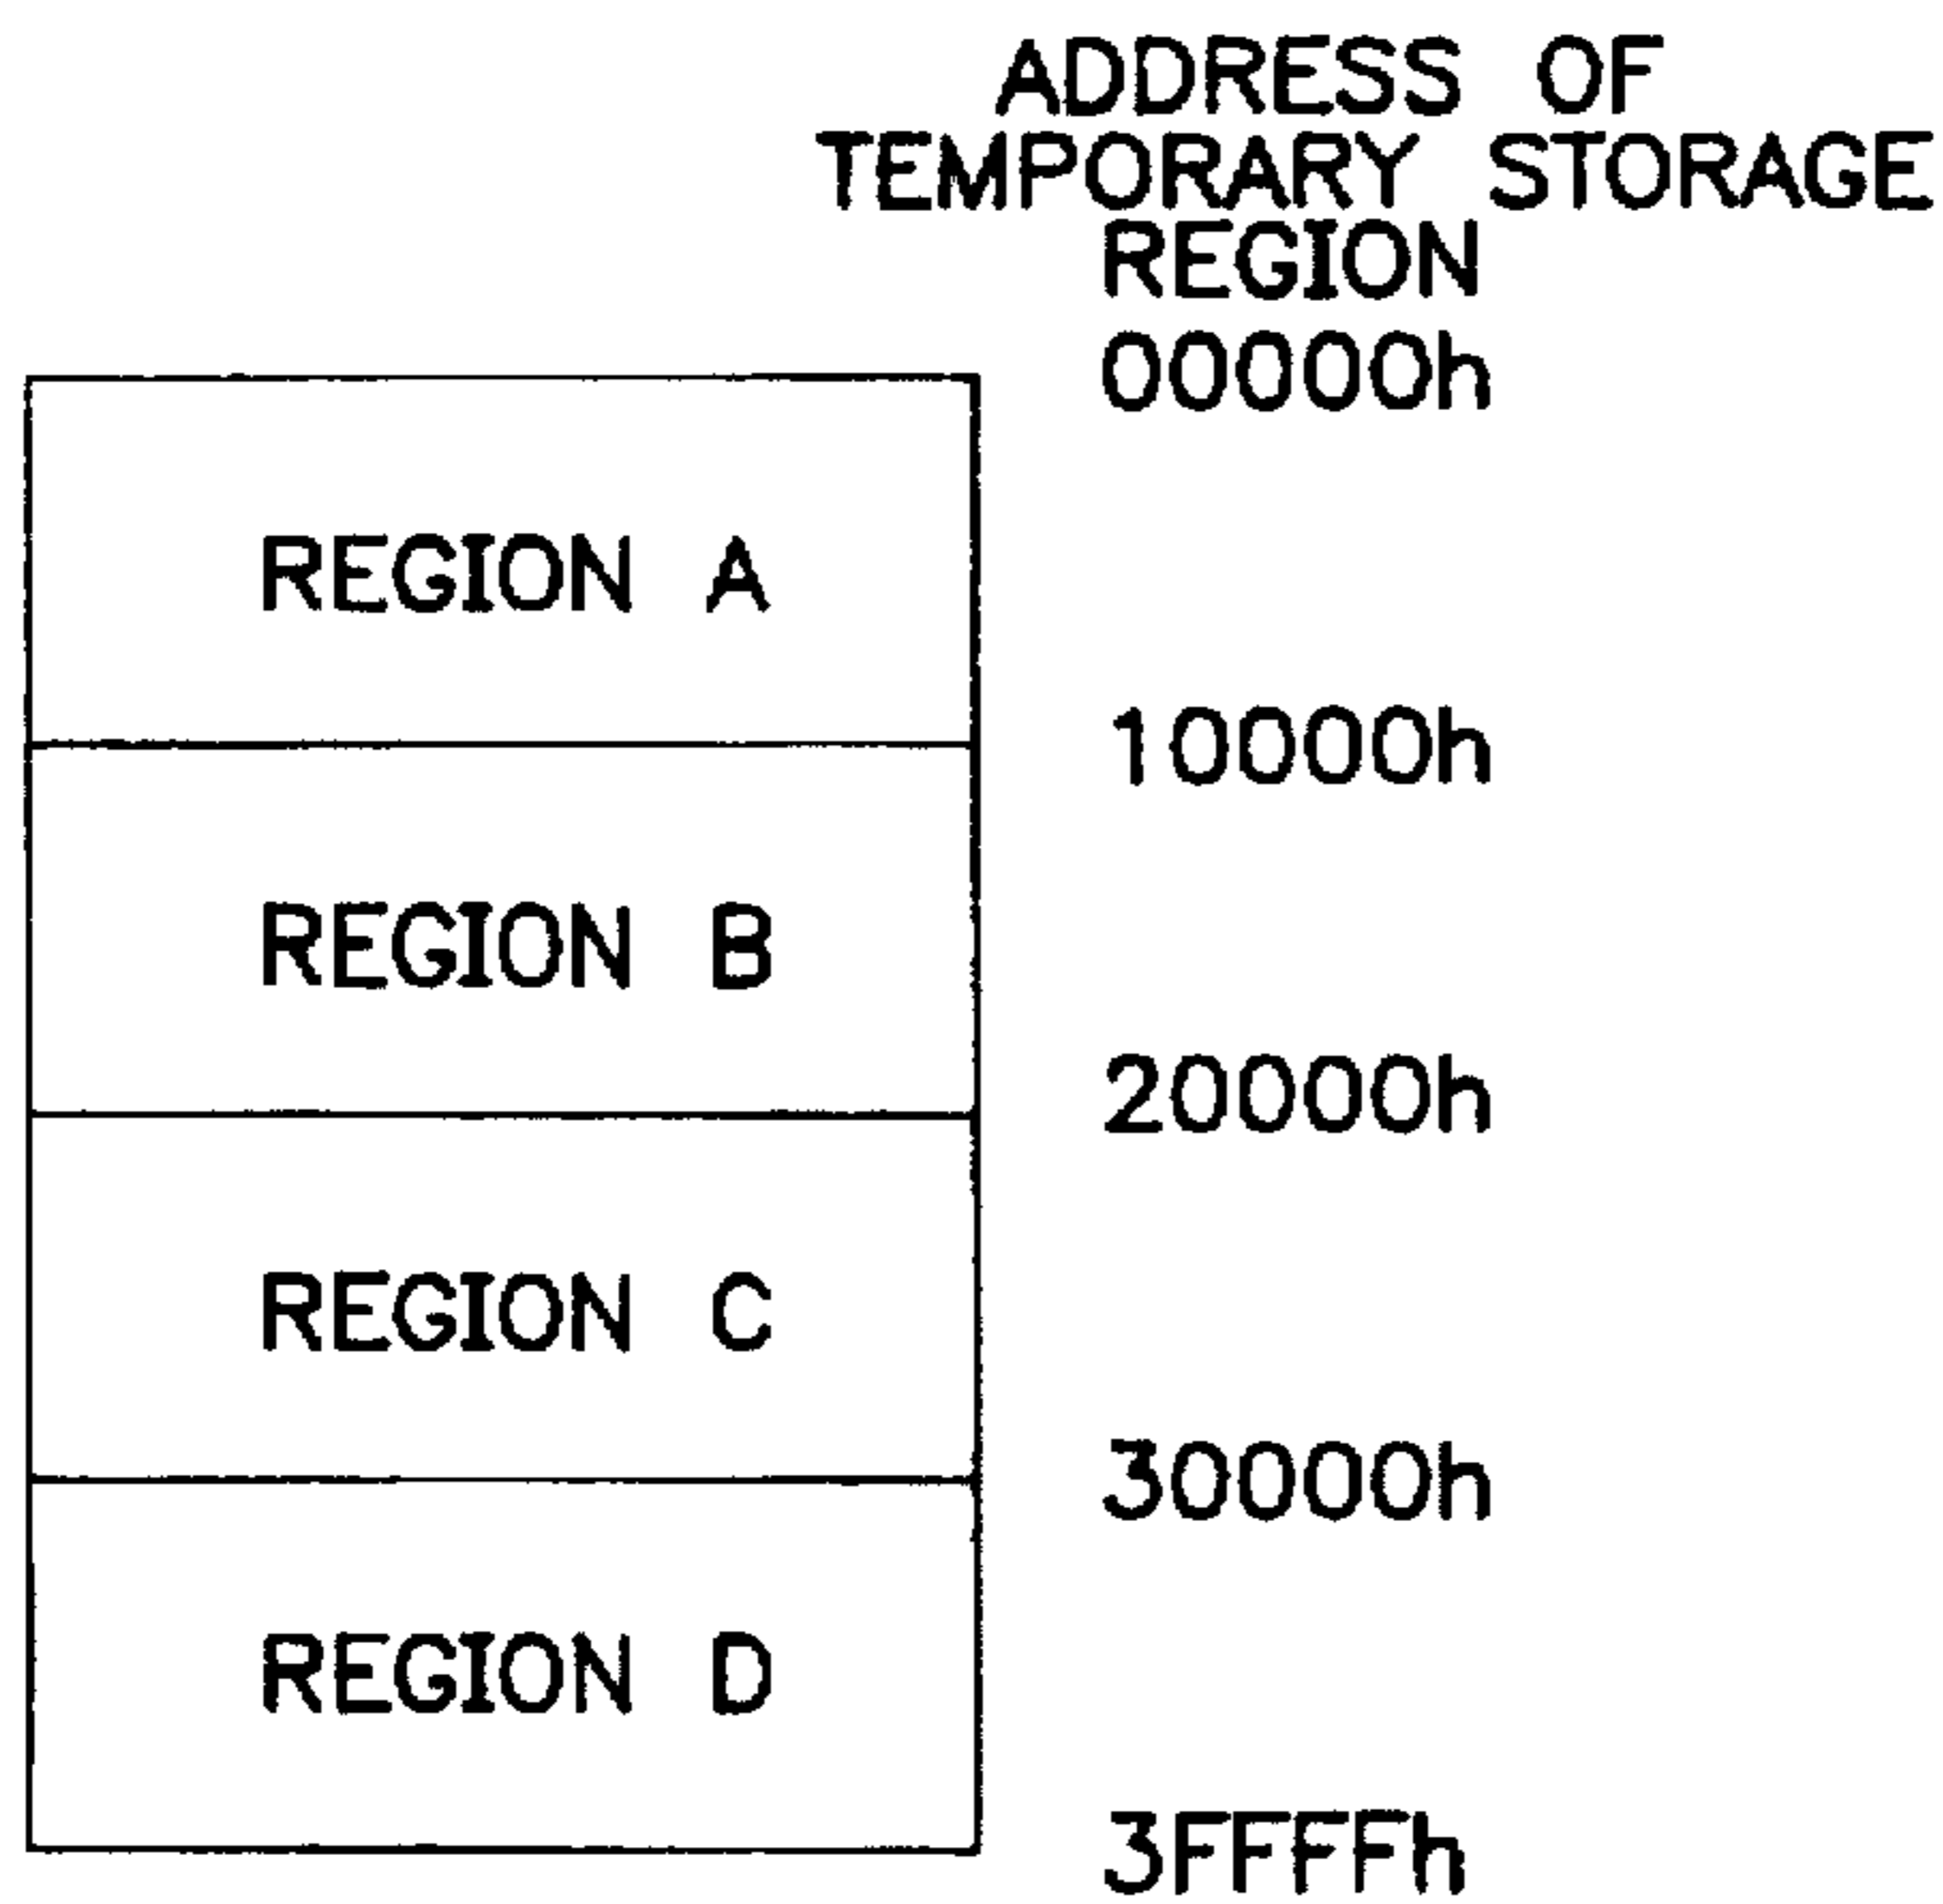 ADDRESS OF
TEMPORARY STORAGE
REGION
00000h
REGION A
10000h
REGION B
20000h
REGION C
30000h
REGION D
3FFFFh